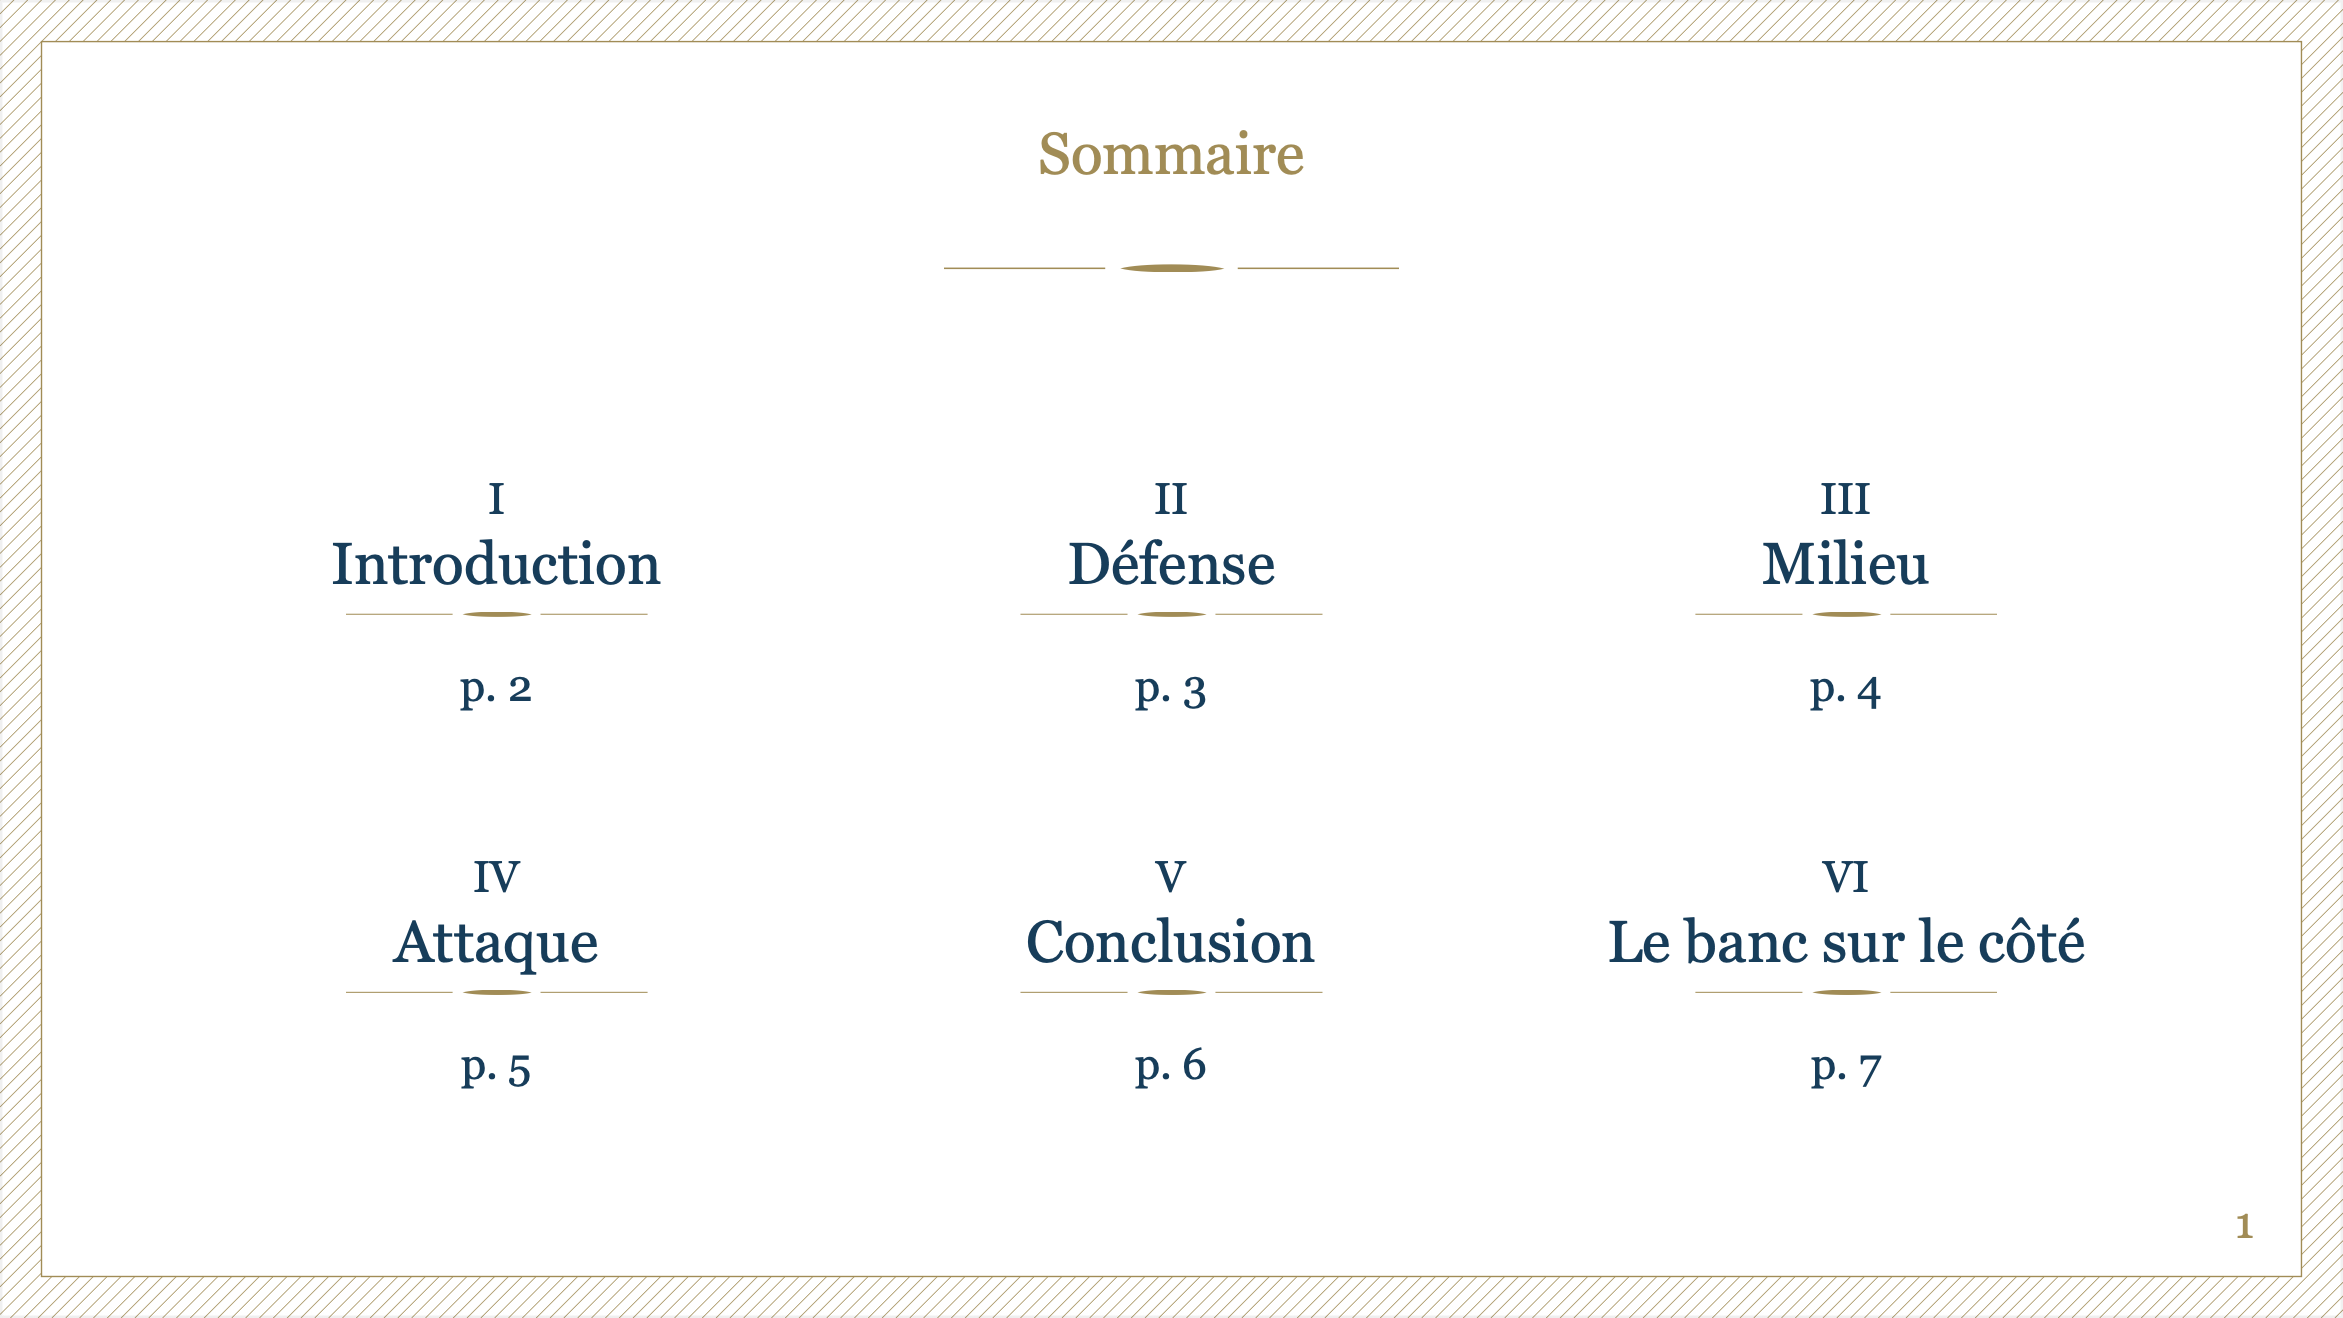 Sommaire
I
Introduction
p. 2
II
Défense
p. 3
III
Milieu
p. 4
IV
Attaque
p. 5
V
Conclusion
p. 6
VI
Le banc sur le côté
p. 7
1